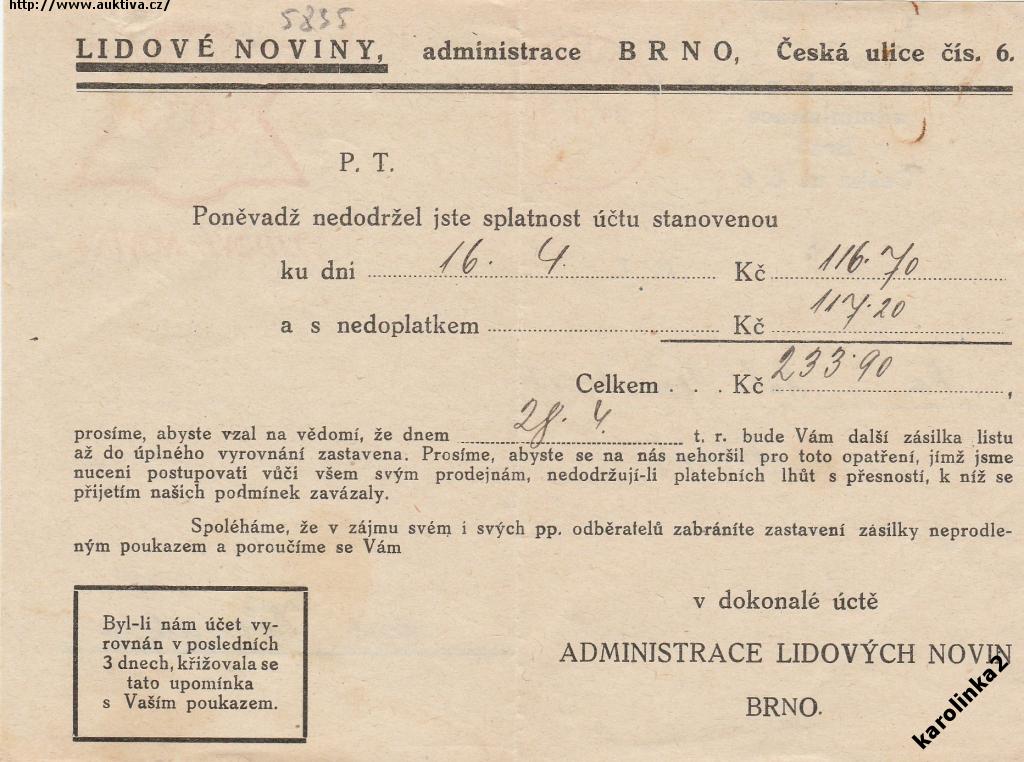 http://www.auktiva.cz/
5835
LIDOVÉ NOVINY, administrace BRNO, Česká ulice čís. 6.
P. T.
Poněvadž nedodržel jste splatnost účtu stanovenou
ku dni 16. 4. Kč 116.70
a s nedoplatkem Kč 117.20
Celkem . . . Kč 233.90,
prosíme, abyste vzal na vědomí, že dnem 28. 4. t. r. bude Vám další zásilka listu
až do úplného vyrovnání zastavena. Prosíme, abyste se na nás nehoršil pro toto opatření, jímž jsme
nuceni postupovati vůči všem svým prodejnám, nedodržují-li platebních lhůt s přesností, k níž se
přijetím našich podmínek zavázaly.
Spoléháme, že v zájmu svém i svých pp. odběratelů zabráníte zastavení zásilky neprodle-
ným poukazem a poroučíme se Vám
v dokonalé úctě
ADMINISTRACE LIDOVÝCH NOVIN
BRNO.
Byl-li nám účet vy-
rovnán v posledních
3 dnech, křižovala se
tato upomínka
s Vaším poukazem.
karolinka2